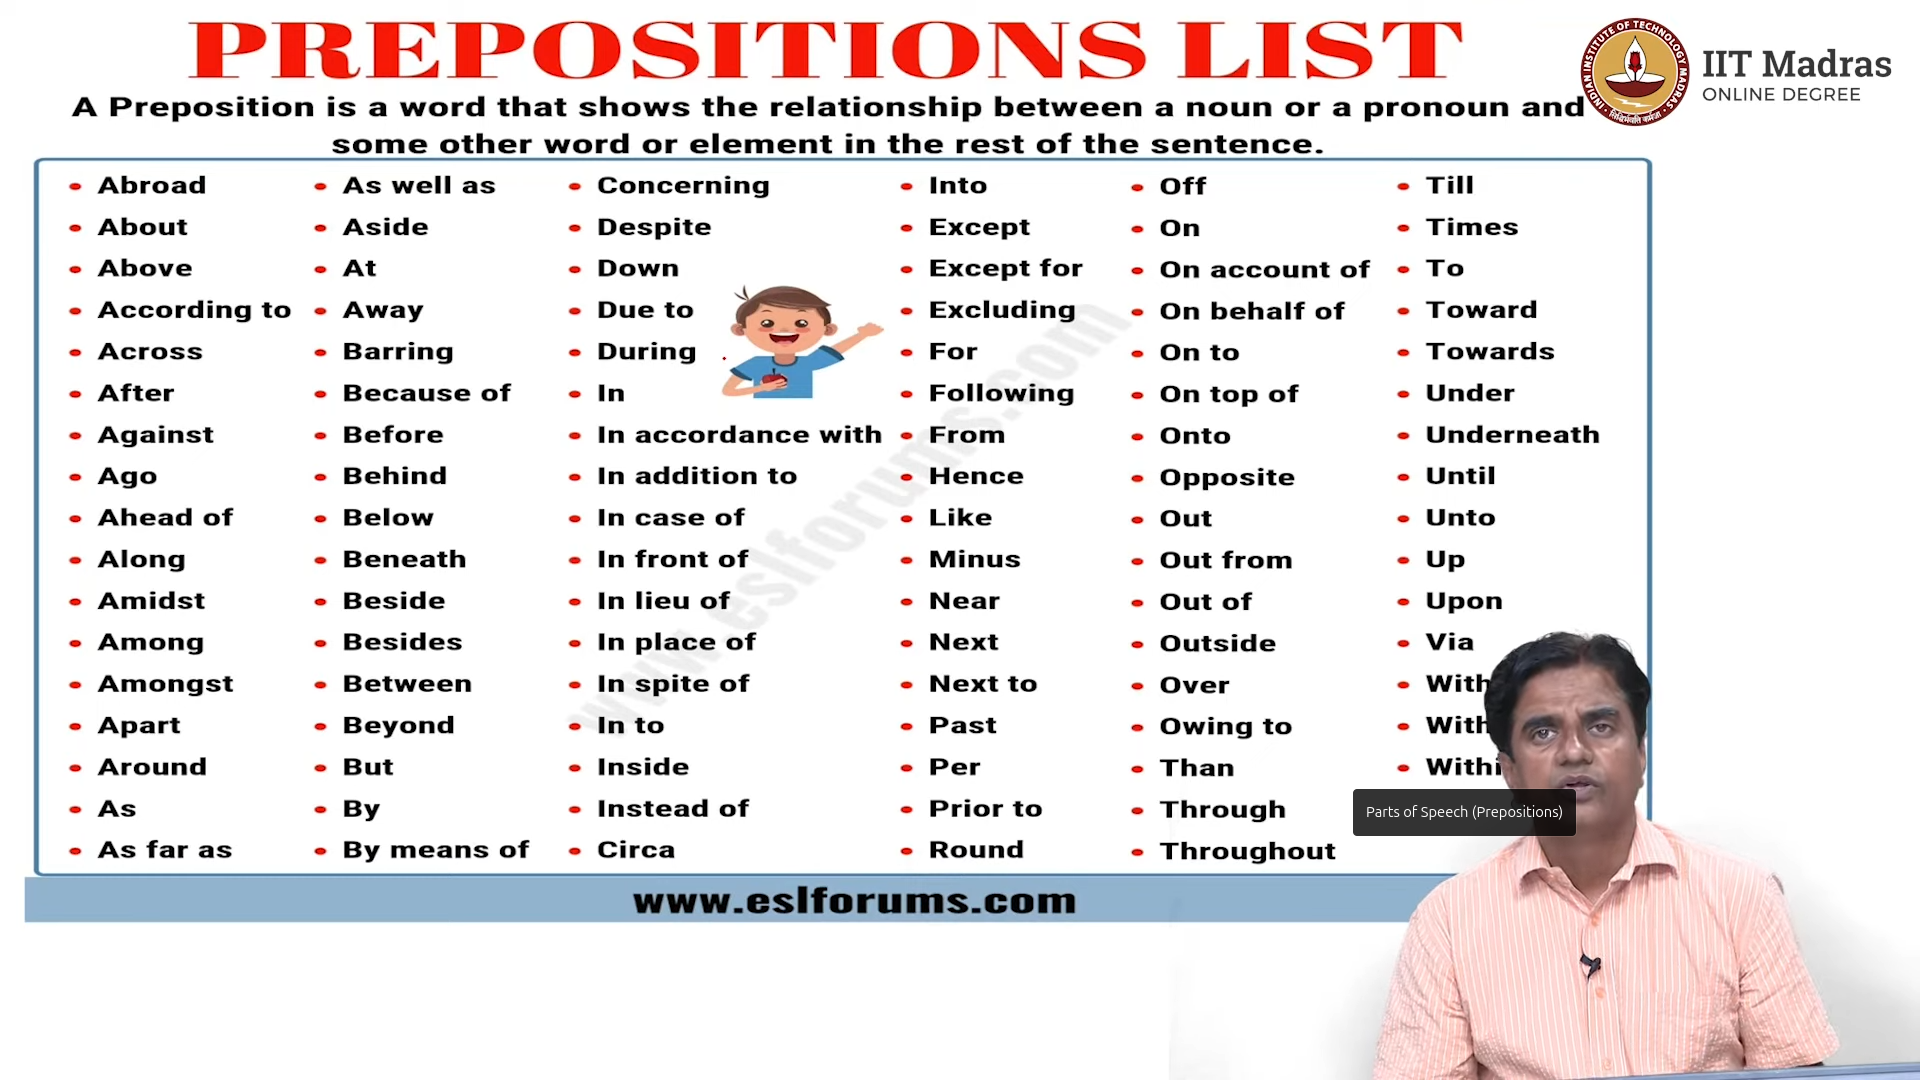 PREPOSITIONS LIST
INDIAN INSTITUTE OF TECHNOLOGY MADRAS
सिद्धिर्भवति कर्मजा
IIT Madras
ONLINE DEGREE
A Preposition is a word that shows the relationship between a noun or a pronoun and
some other word or element in the rest of the sentence.
Abroad
About
Above
According to
Across
After
Against
Ago
Ahead of
Along
Amidst
Among
Amongst
Apart
Around
As
As far as
As well as
Aside
At
Away
Barring
Because of
Before
Behind
Below
Beneath
Beside
Besides
Between
Beyond
But
By
By means of
Concerning
Despite
Down
Due to
During
In
In accordance with
In addition to
In case of
In front of
In lieu of
In place of
In spite of
In to
Inside
Instead of
Circa
Into
Except
Except for
Excluding
For
Following
From
Hence
Like
Minus
Near
Next
Next to
Past
Per
Prior to
Round
Off
On
On account of
On behalf of
On to
On top of
Onto
Opposite
Out
Out from
Out of
Outside
Over
Owing to
Than
Through
Throughout
Till
Times
To
Toward
Towards
Under
Underneath
Until
Unto
Up
Upon
Via
With
With
Withi
www.eslforums.com
Parts of Speech (Prepositions)
www.eslforums.com